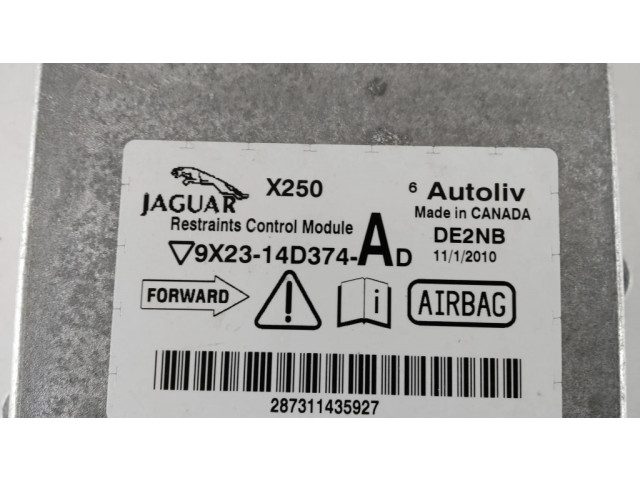 JAGUAR
X250
6 Autoliv
Made in CANADA
Restraints Control Module
DE2NB
9X23-14D374-AD
11/1/2010
FORWARD
i
AIRBAG
287311435927